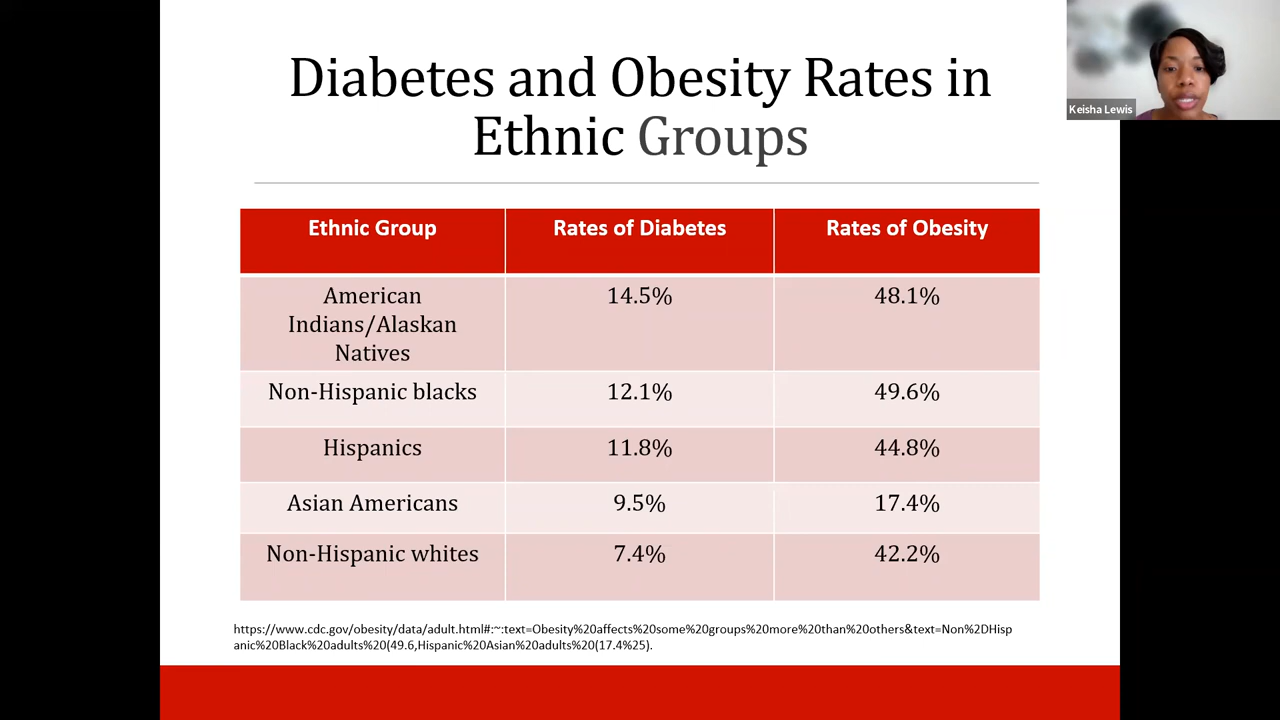 Diabetes and Obesity Rates in
Ethnic Groups
Keisha Lewis
Ethnic Group Rates of Diabetes Rates of Obesity
American 14.5% 48.1%
Indians/Alaskan
Natives
Non-Hispanic blacks 12.1% 49.6%
Hispanics 11.8% 44.8%
Asian Americans 9.5% 17.4%
Non-Hispanic whites 7.4% 42.2%
https://www.cdc.gov/obesity/data/adult.html#:~:text=Obesity%20affects%20some%20groups%20more%20than%20others&text=Non%2DHisp
anic%20Black%20adults%20(49.6,Hispanic%20Asian%20adults%20(17.4%25).